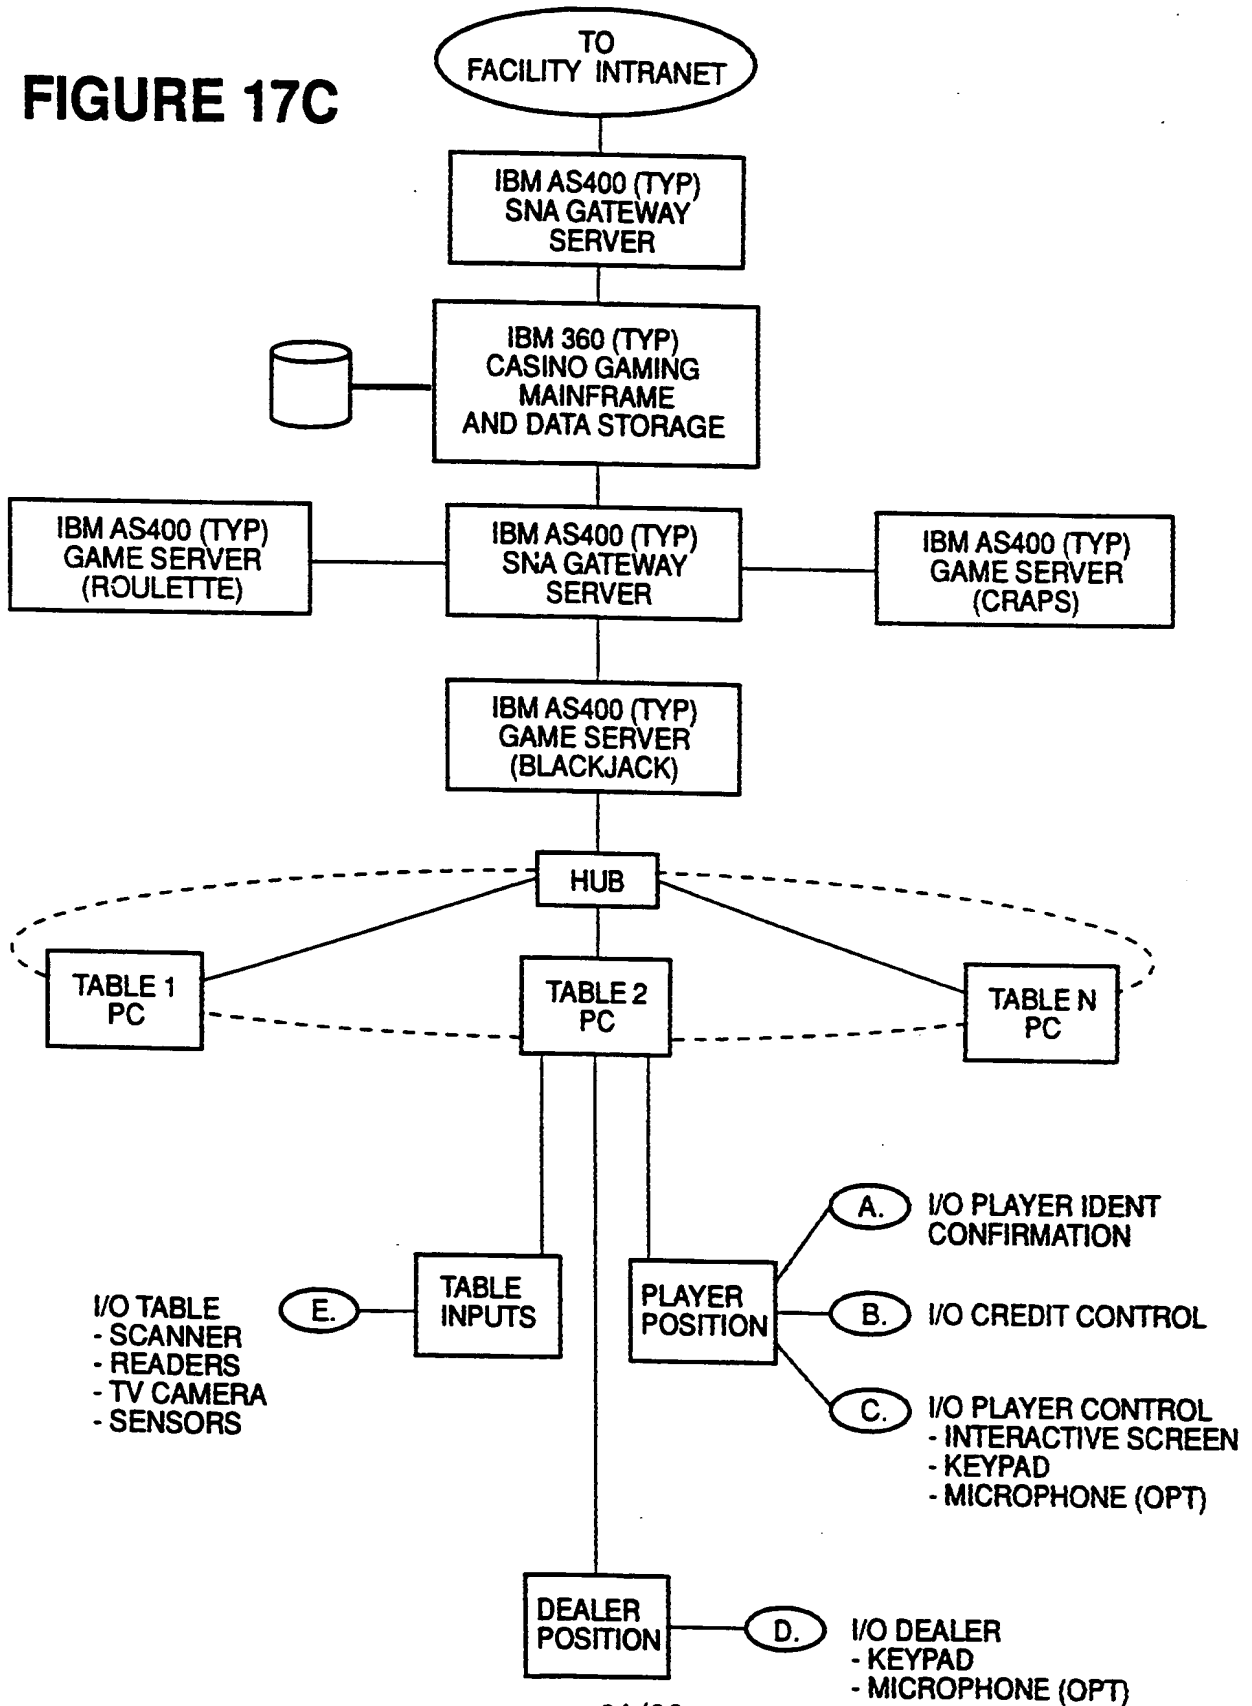 TO
FACILITY INTRANET
FIGURE 17C
IBM AS400 (TYP)
SNA GATEWAY
SERVER
IBM 360 (TYP)
CASINO GAMING
MAINFRAME
AND DATA STORAGE
IBM AS400 (TYP)
GAME SERVER
(ROULETTE)
IBM AS400 (TYP)
SNA GATEWAY
SERVER
IBM AS400 (TYP)
GAME SERVER
(CRAPS)
IBM AS400 (TYP)
GAME SERVER
(BLACKJACK)
HUB
TABLE 1
PC
TABLE 2
PC
TABLE N
PC
A.
I/O PLAYER IDENT
CONFIRMATION
TABLE
INPUTS
PLAYER
POSITION
E.
I/O TABLE
- SCANNER
- READERS
- TV CAMERA
- SENSORS
B.
I/O CREDIT CONTROL
C.
I/O PLAYER CONTROL
- INTERACTIVE SCREEN
- KEYPAD
- MICROPHONE (OPT)
DEALER
POSITION
D.
I/O DEALER
- KEYPAD
- MICROPHONE (OPT)